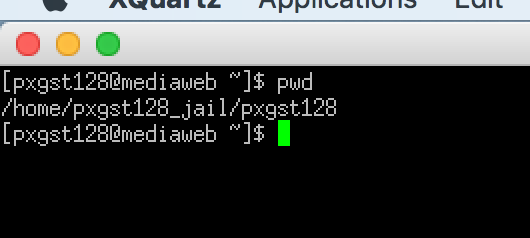 XQuartz Applications Edit
[pxgst128@mediaweb ~]$ pwd
/home/pxgst128_jail/pxgst128
[pxgst128@mediaweb ~]$